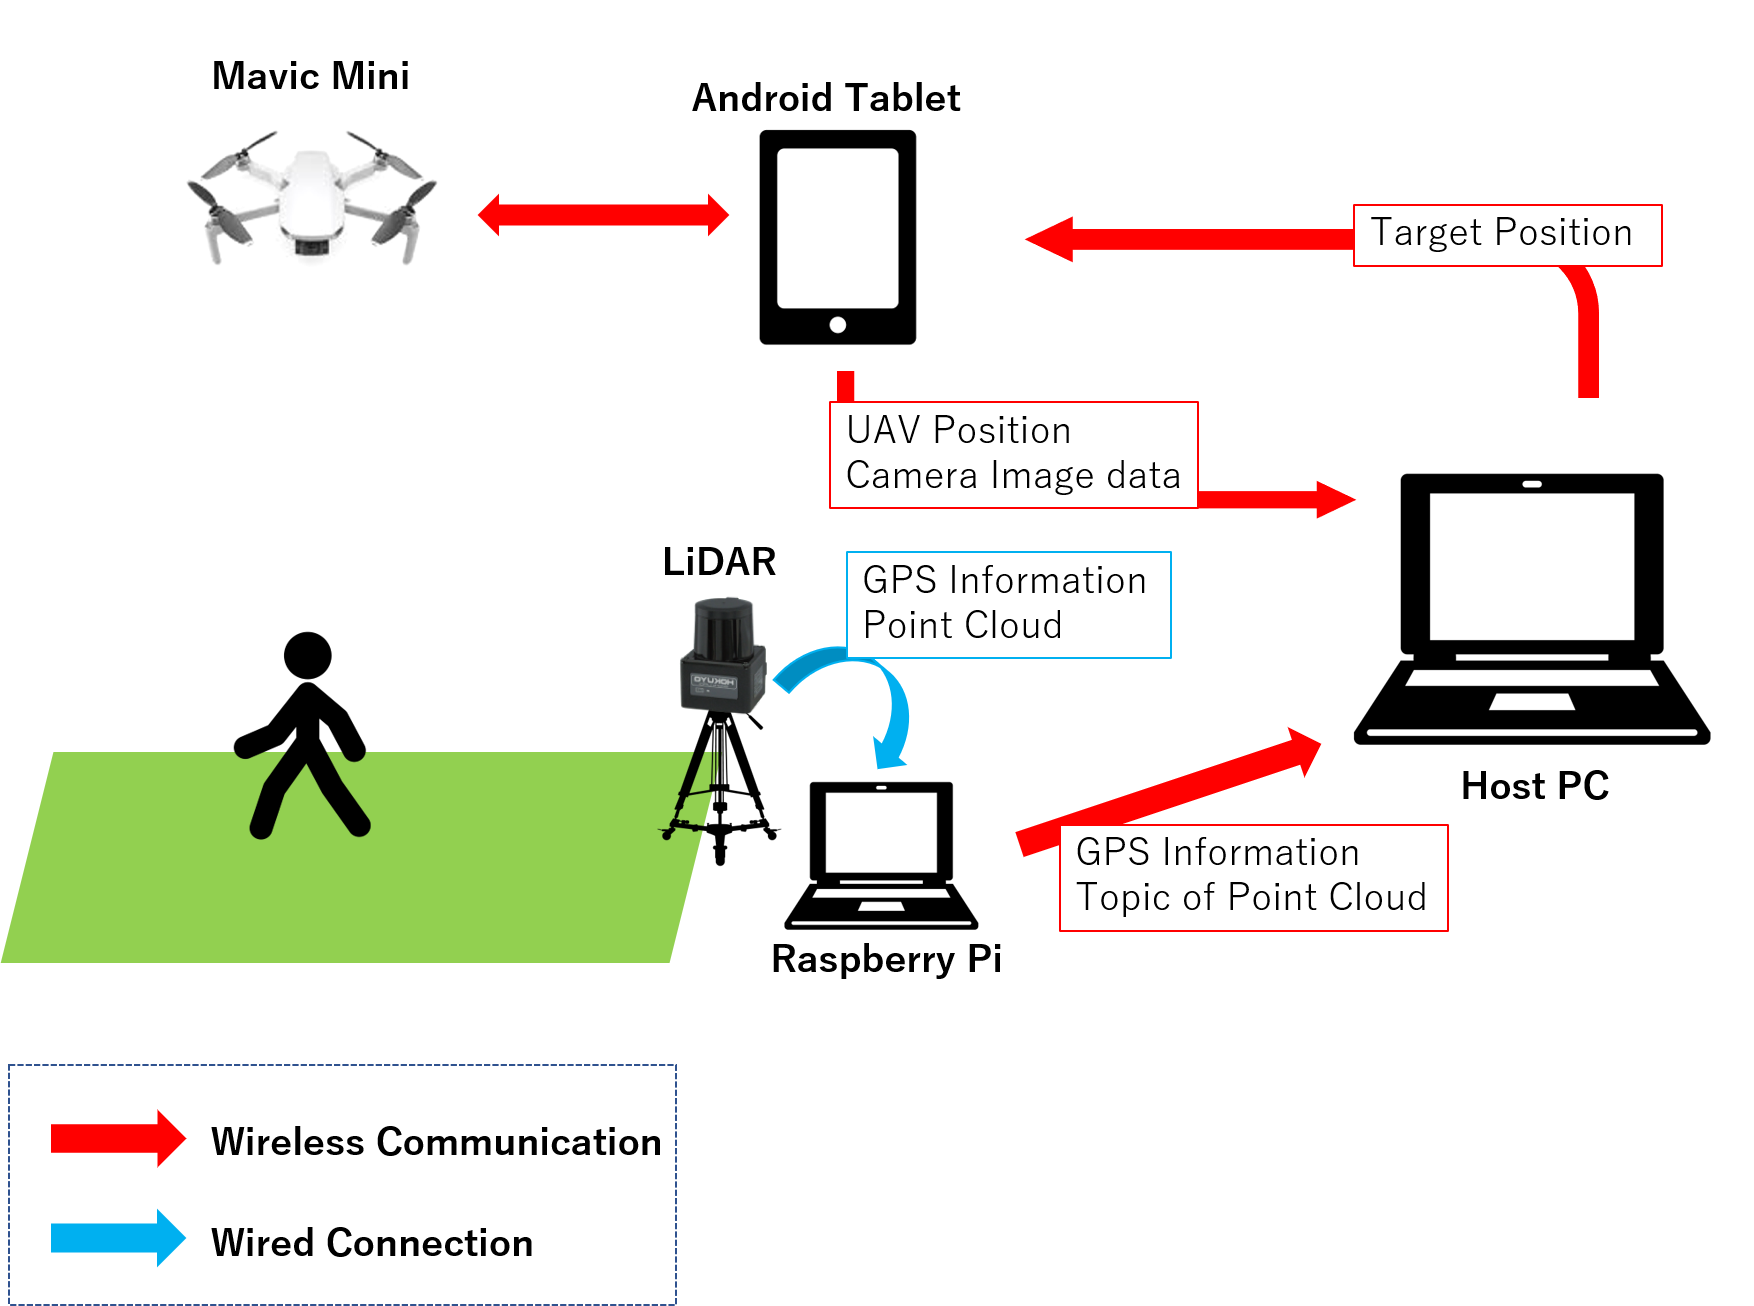 Mavic Mini
Android Tablet
Target Position
UAV Position
Camera Image data
LiDAR
GPS Information
Point Cloud
HOKUYO
Host PC
GPS Information
Topic of Point Cloud
Raspberry Pi
Wireless Communication
Wired Connection